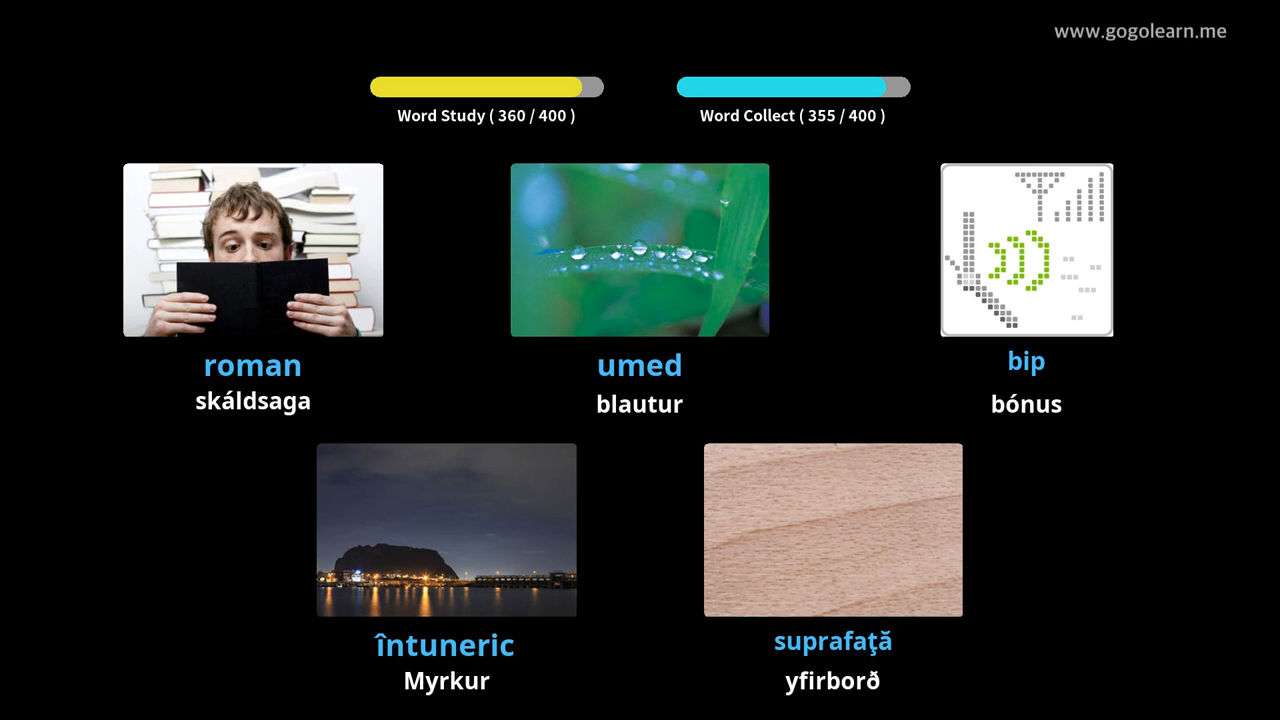 www.gogolearn.me
Word Study ( 360 / 400 )
Word Collect ( 355 / 400 )
roman
skáldsaga
umed
blautur
bip
bónus
întuneric
Myrkur
suprafaţă
yfirborð